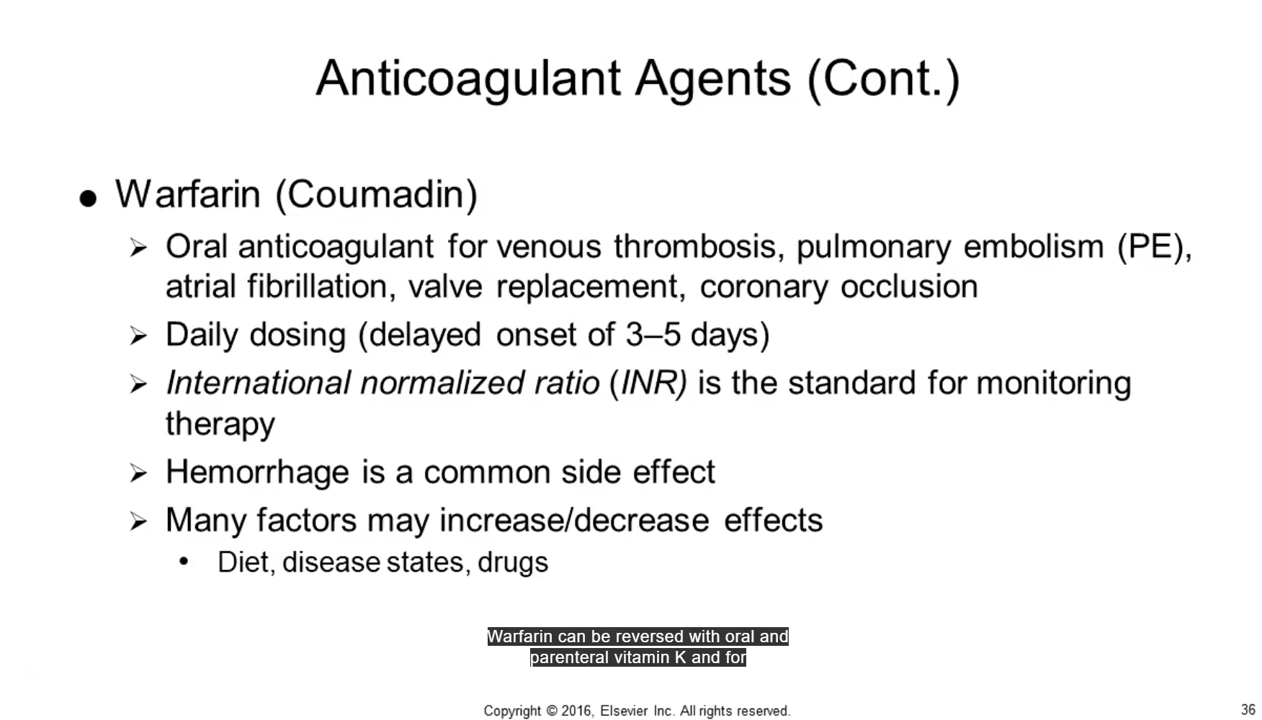 Anticoagulant Agents (Cont.)
● Warfarin (Coumadin)
➢ Oral anticoagulant for venous thrombosis, pulmonary embolism (PE),
atrial fibrillation, valve replacement, coronary occlusion
➢ Daily dosing (delayed onset of 3–5 days)
➢ International normalized ratio (INR) is the standard for monitoring
therapy
➢ Hemorrhage is a common side effect
➢ Many factors may increase/decrease effects
• Diet, disease states, drugs
Warfarin can be reversed with oral and
parenteral vitamin K and for
Copyright © 2016, Elsevier Inc. All rights reserved.
36